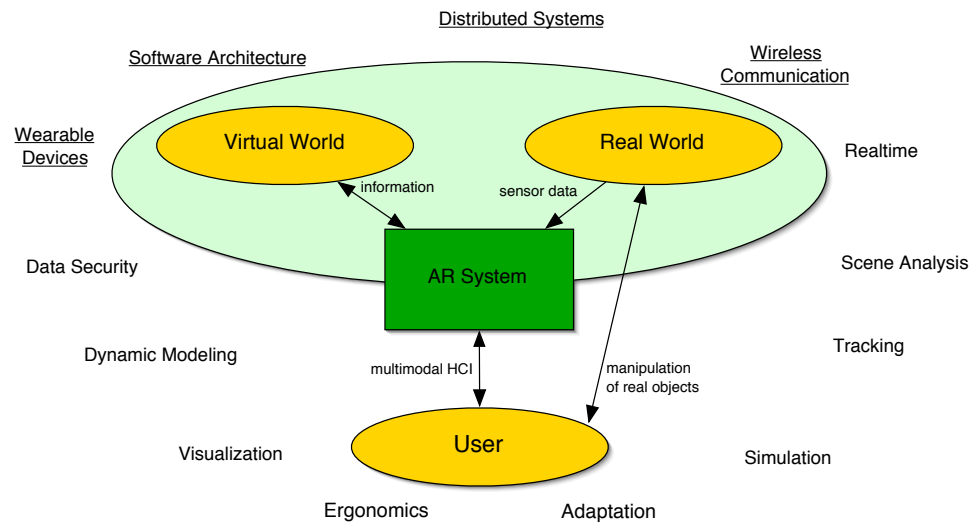 Distributed Systems
Software Architecture
Wireless
Communication
Wearable
Devices
Virtual World
Real World
Realtime
information
sensor data
Data Security
AR System
Scene Analysis
Dynamic Modeling
multimodal HCI
manipulation
of real objects
Tracking
Visualization
User
Simulation
Ergonomics
Adaptation